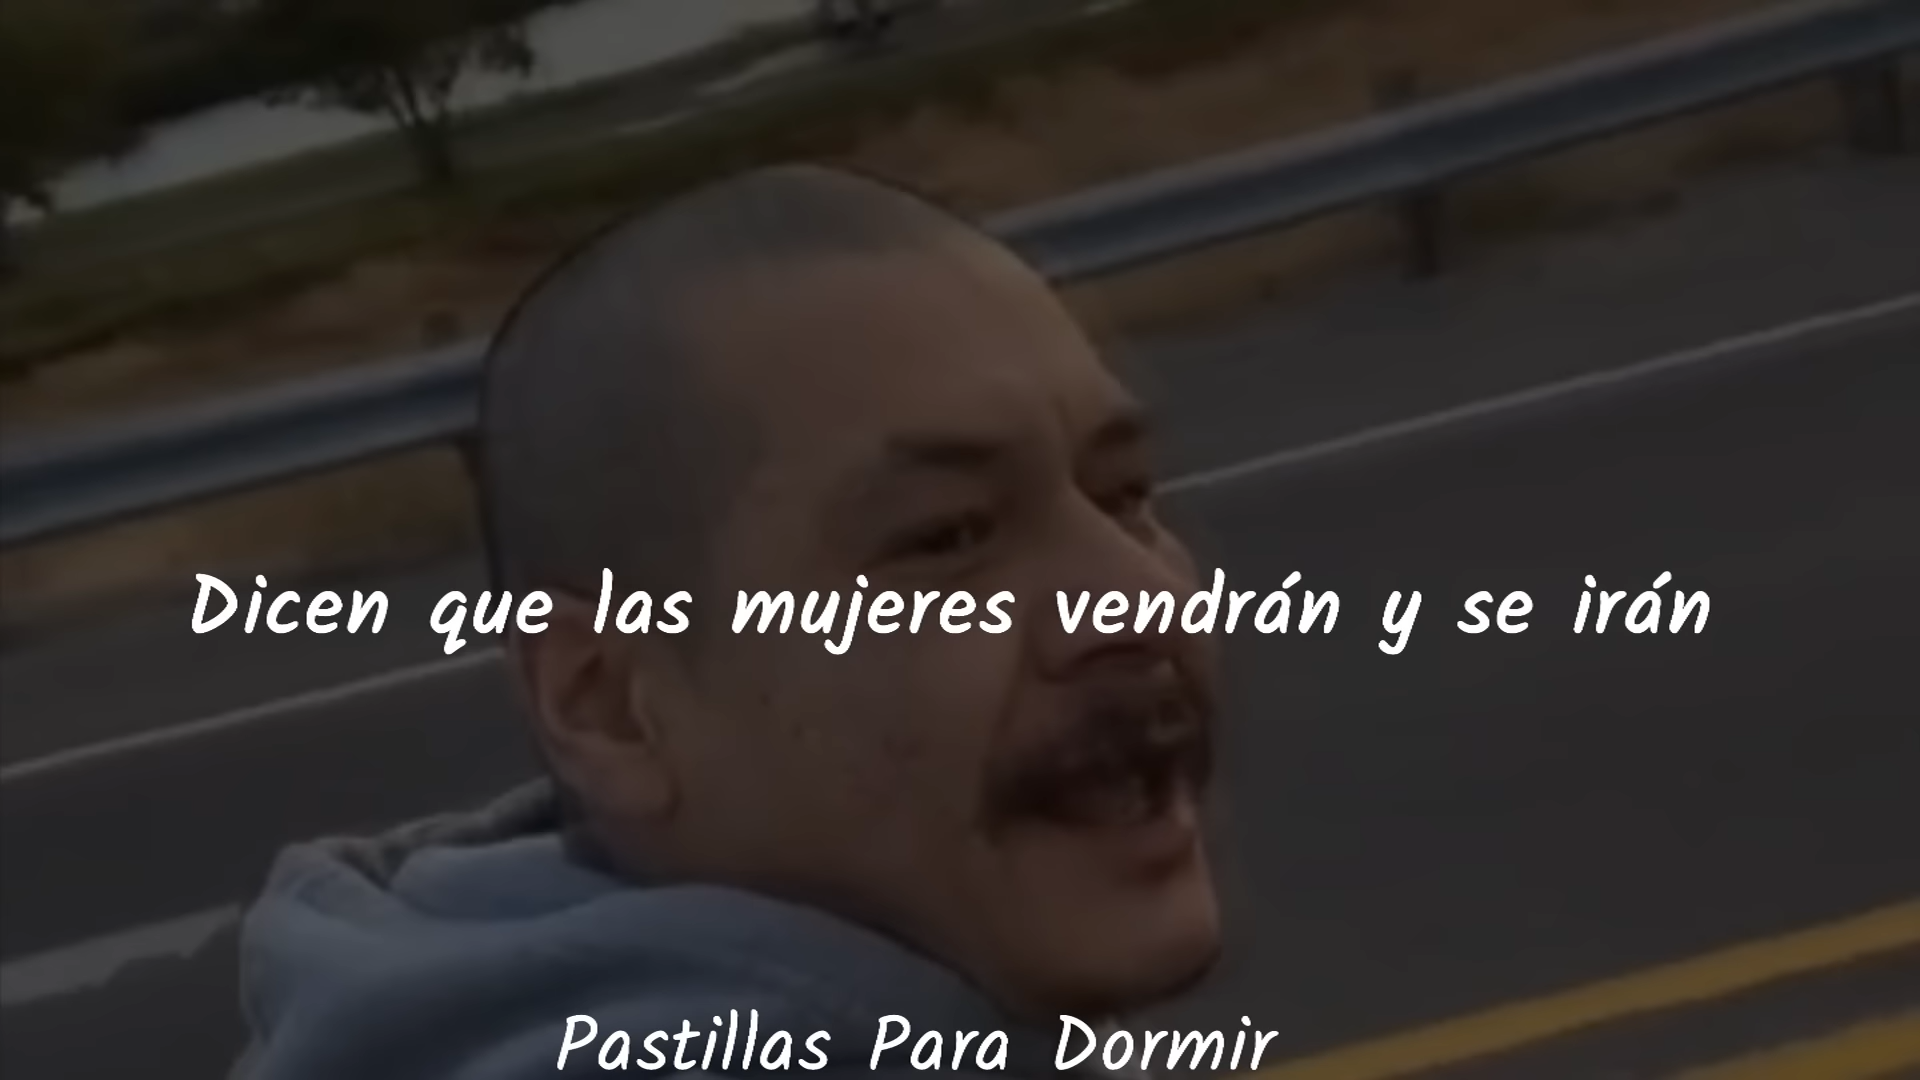 Dicen que las mujeres vendrán y se irán
Pastillas Para Dormir